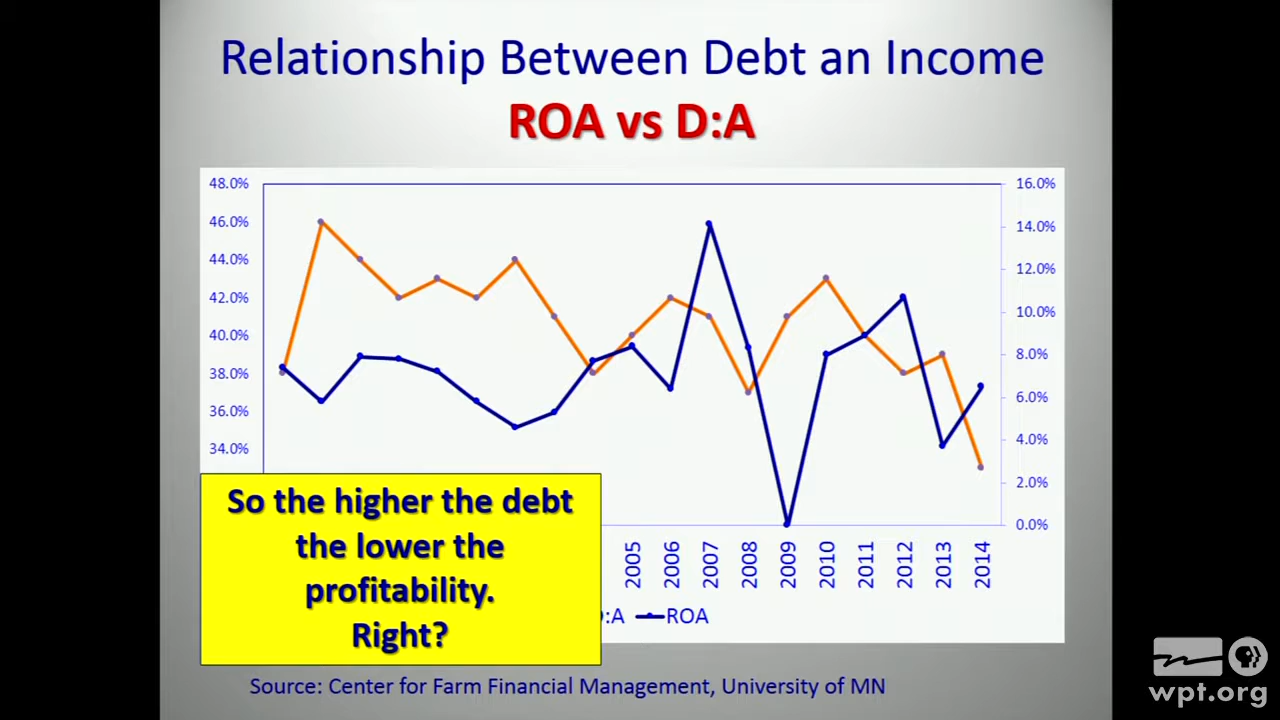 Relationship Between Debt an Income
ROA vs D:A
48.0%
46.0%
44.0%
42.0%
40.0%
38.0%
36.0%
34.0%
16.0%
14.0%
12.0%
10.0%
8.0%
6.0%
4.0%
2.0%
0.0%
2005 2006 2007 2008 2009 2010 2011 2012 2013 2014
D:A ROA
So the higher the debt
the lower the
profitability.
Right?
Source: Center for Farm Financial Management, University of MN
PBS
wpt.org